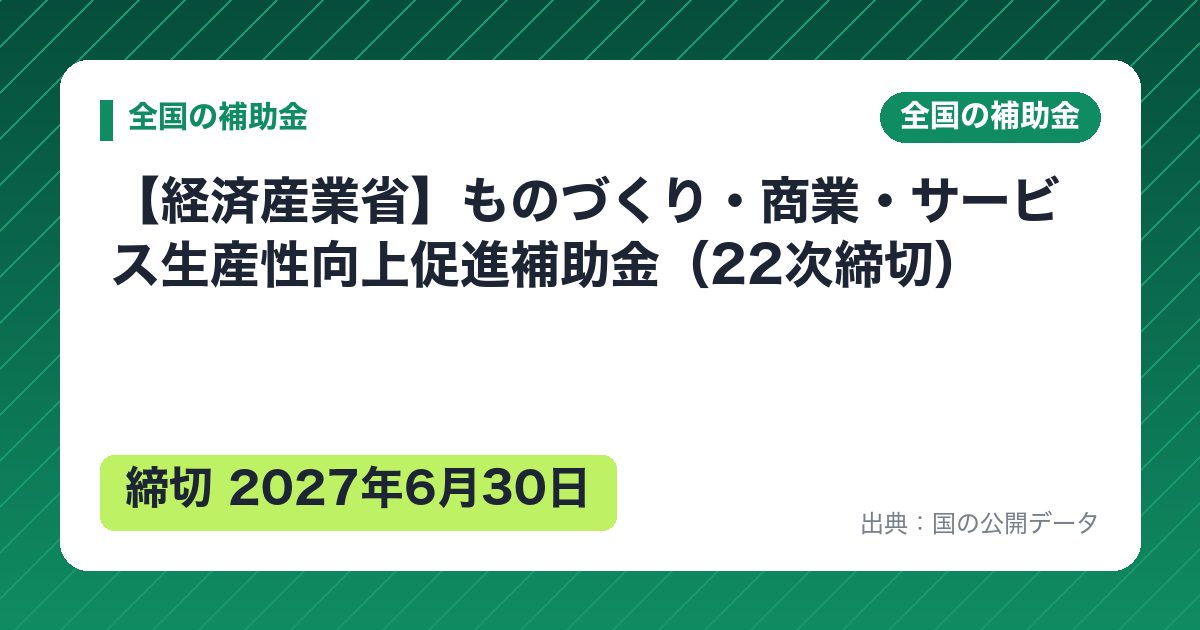 全国の補助金
全国の補助金
【経済産業省】ものづくり・商業・サービ
ス生産性向上促進補助金（22次締切）
締切 2027年6月30日
出典：国の公開データ